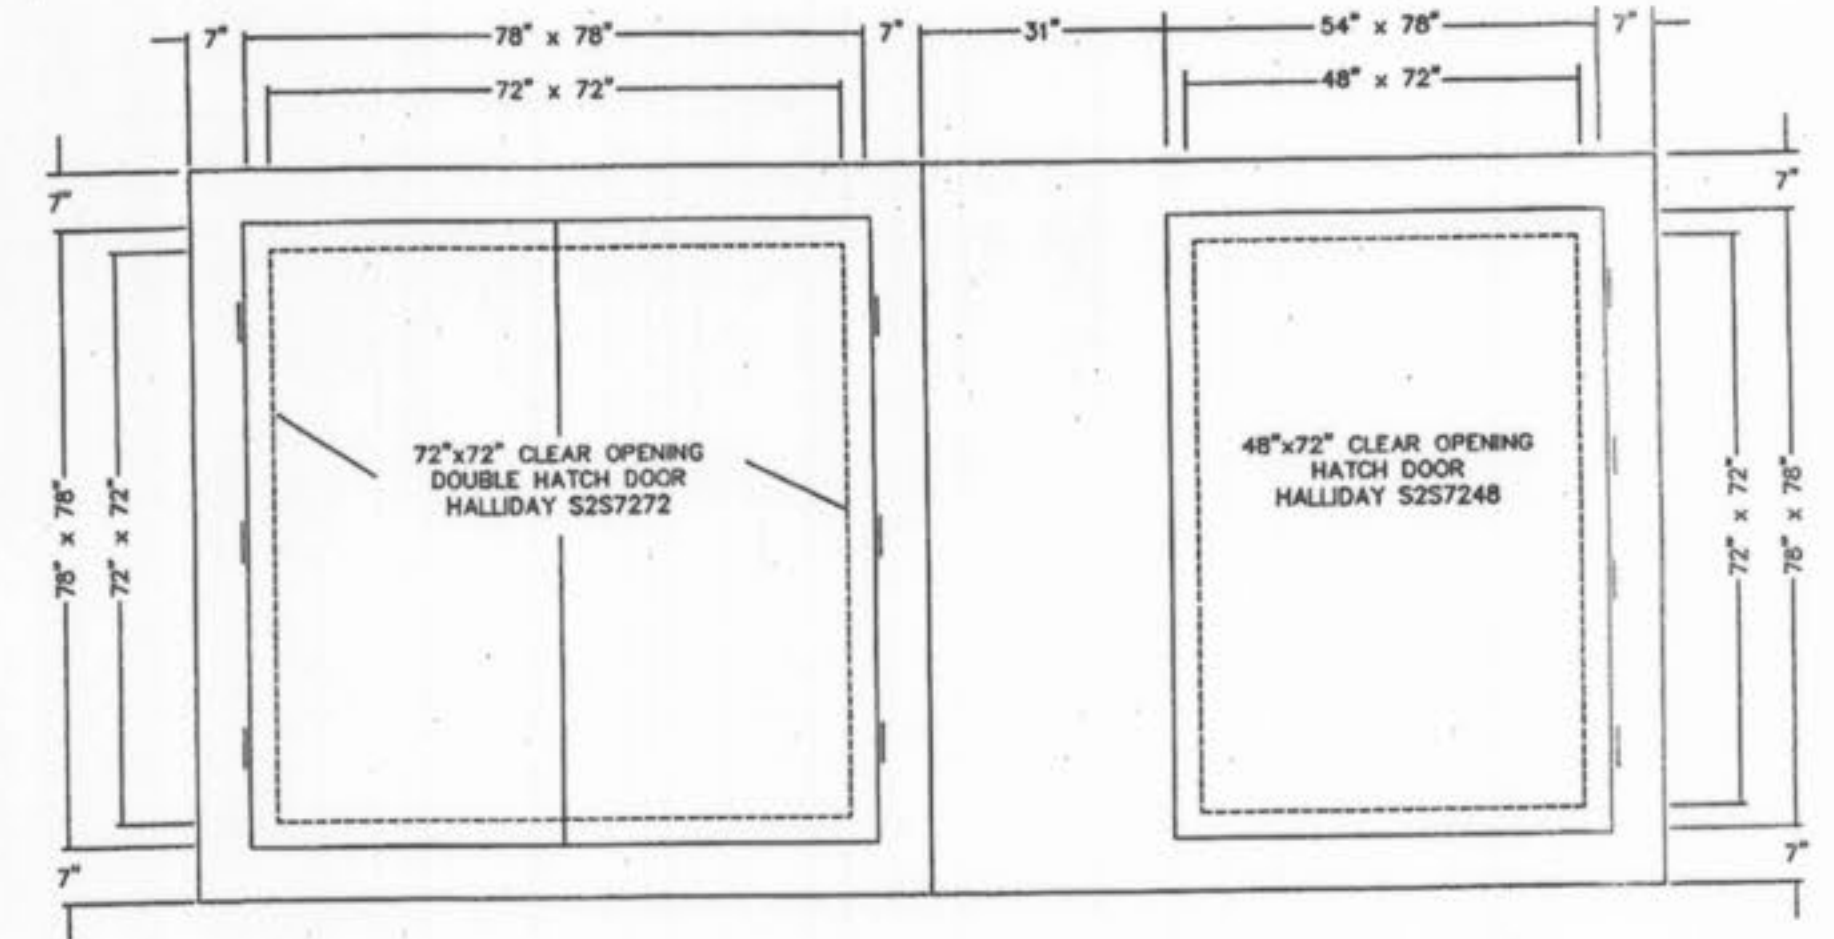 7" 78" x 78" 7" 31" 54" x 78" 7"
72" x 72" 48" x 72"
7" 7"
72"x72" CLEAR OPENING
DOUBLE HATCH DOOR
HALLIDAY S2S7272
48"x72" CLEAR OPENING
HATCH DOOR
HALLIDAY S2S7248
78" x 78"
72" x 72"
72" x 72"
78" x 78"
7" 7"